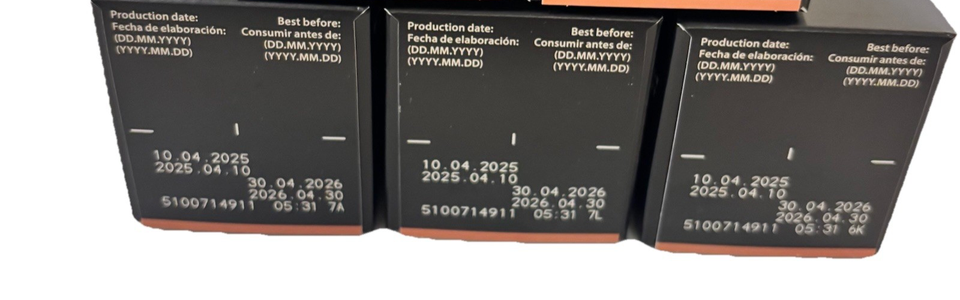 Production date:
Fecha de elaboración:
(DD.MM.YYYY)
(YYYY.MM.DD)
Best before:
Consumir antes de:
(DD.MM.YYYY)
(YYYY.MM.DD)
10.04.2025
2025.04.10
30.04.2026
2026.04.30
5100714911 05:31 7A
Production date:
Fecha de elaboración:
(DD.MM.YYYY)
(YYYY.MM.DD)
Best before:
Consumir antes de:
(DD.MM.YYYY)
(YYYY.MM.DD)
10.04.2025
2025.04.10
30.04.2026
2026.04.30
5100714911 05:31 7L
Production date:
Fecha de elaboración:
(DD.MM.YYYY)
(YYYY.MM.DD)
Best before:
Consumir antes de:
(DD.MM.YYYY)
(YYYY.MM.DD)
10.04.2025
2025.04.10
30.04.2026
2026.04.30
5100714911 05:31 6K